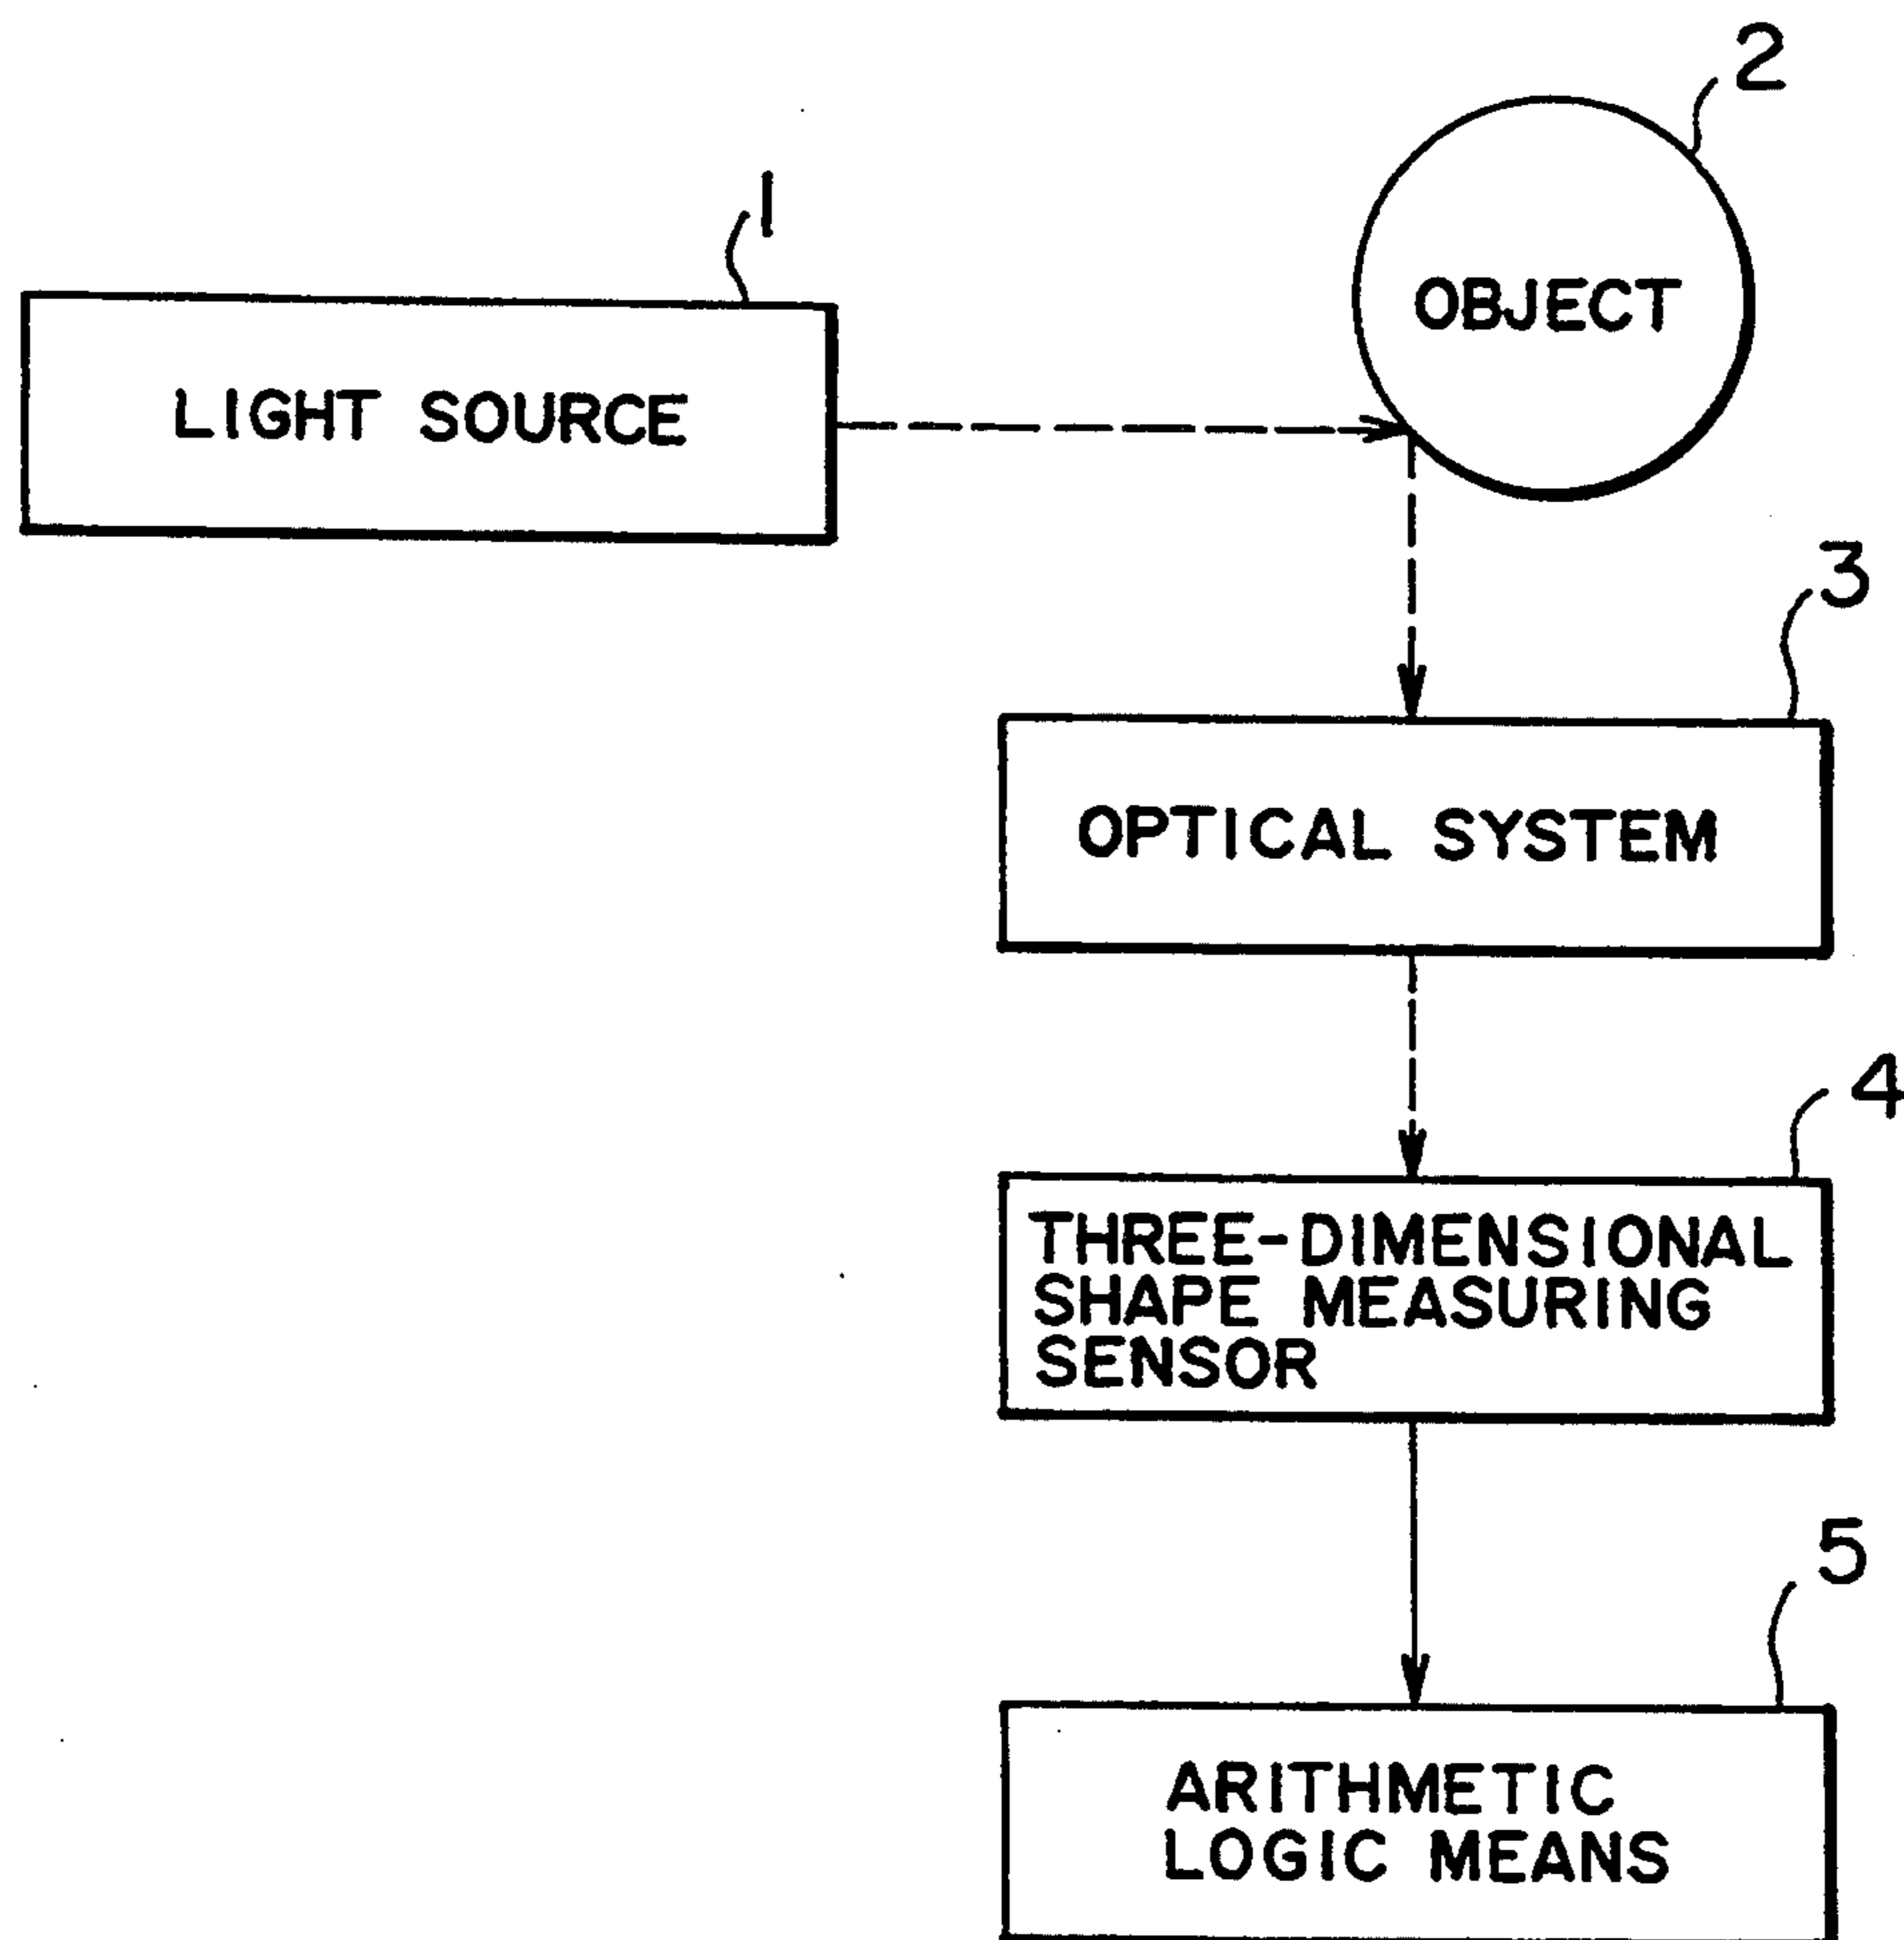 2
1
OBJECT
LIGHT SOURCE
3
OPTICAL SYSTEM
4
THREE-DIMENSIONAL
SHAPE MEASURING
SENSOR
5
ARITHMETIC
LOGIC MEANS